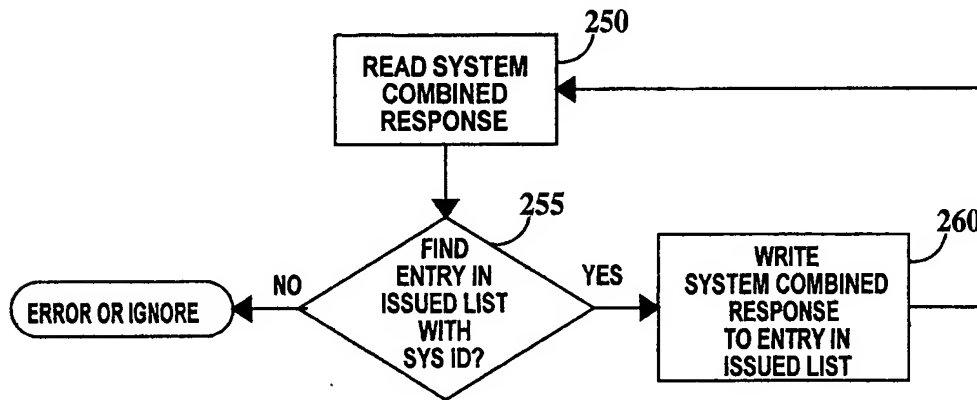 250
READ SYSTEM
COMBINED
RESPONSE
255
FIND
ENTRY IN
ISSUED LIST
WITH
SYS ID?
NO
YES
ERROR OR IGNORE
260
WRITE
SYSTEM COMBINED
RESPONSE
TO ENTRY IN
ISSUED LIST